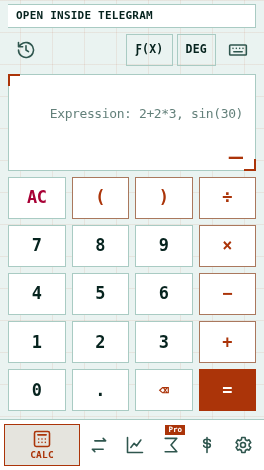 OPEN INSIDE TELEGRAM
ƒ(X) DEG
Expression: 2+2*3, sin(30)
AC ( ) ÷
7 8 9 ×
4 5 6 −
1 2 3 +
0 . ⌫ =
Pro
CALC $